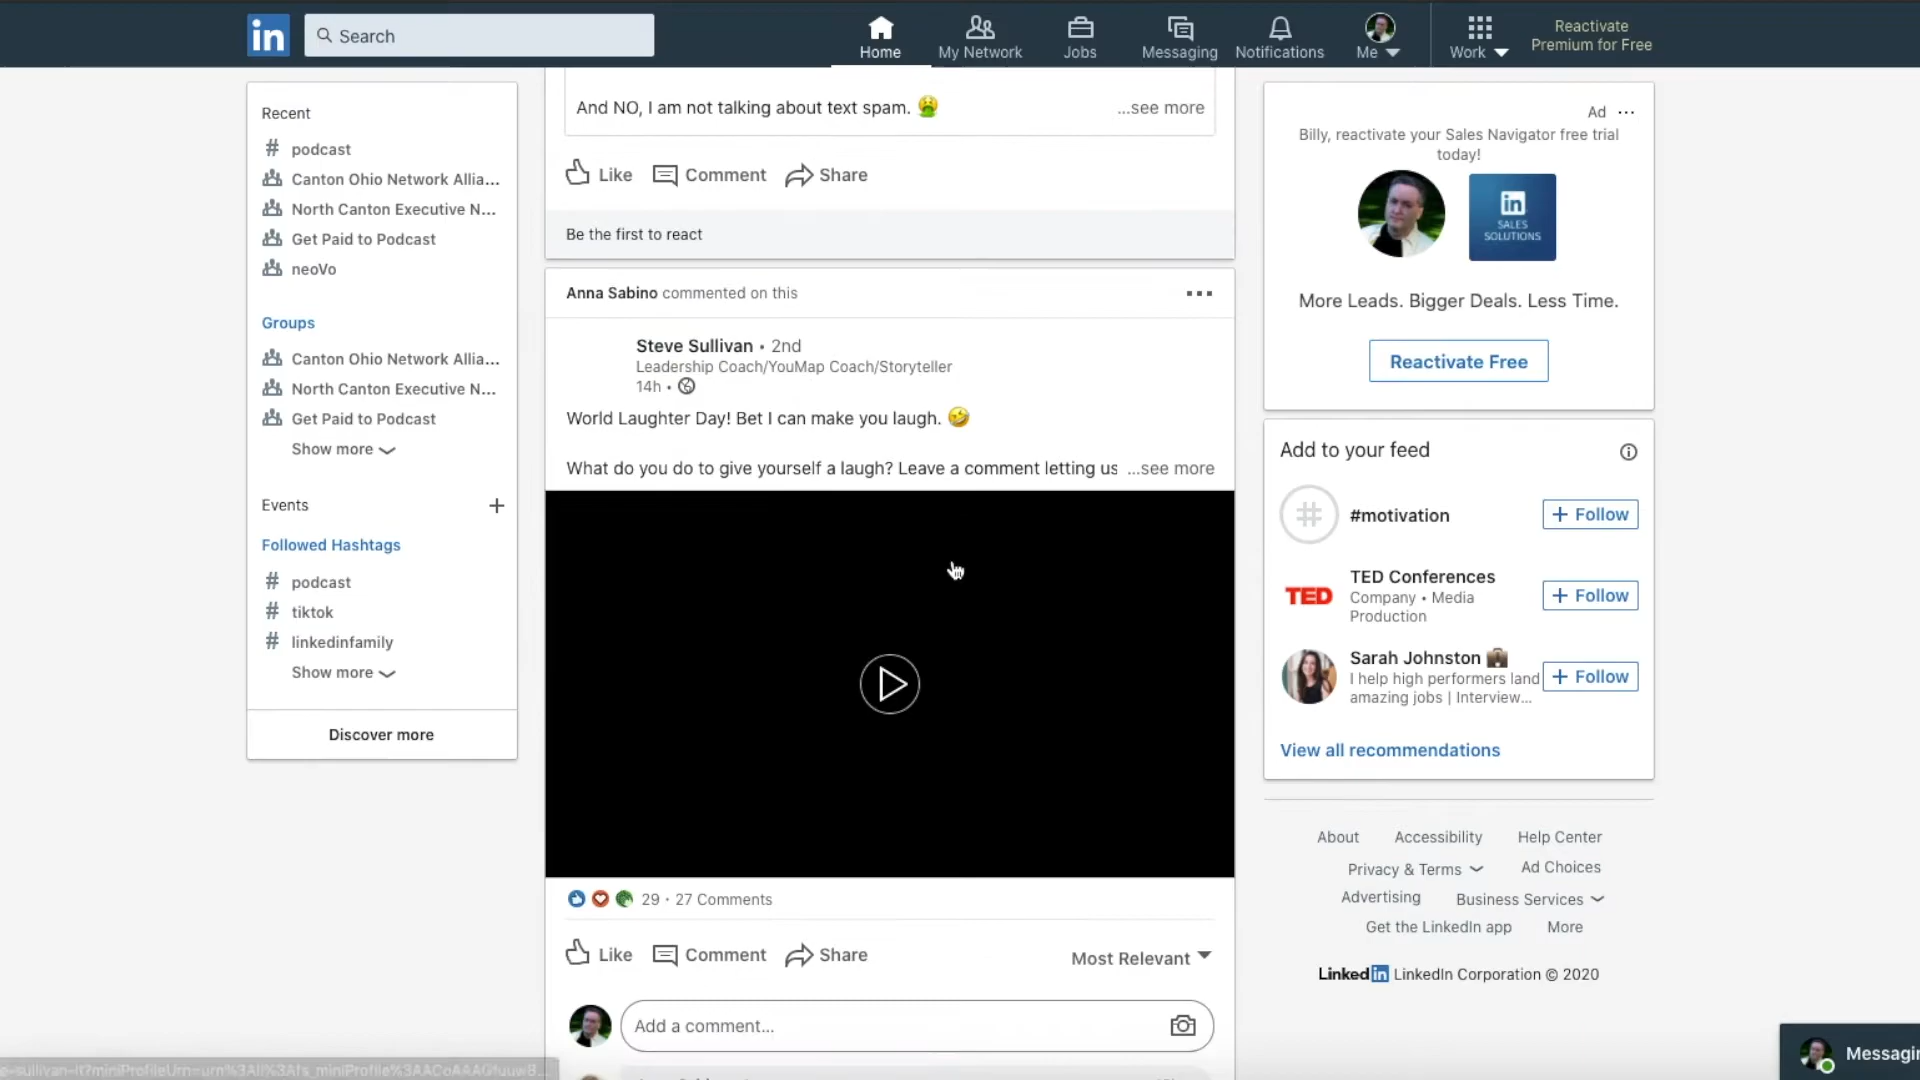 in
Search
Home
My Network
Jobs
Messaging
Notifications
Me
Work
Reactivate
Premium for Free
Recent
# podcast
Canton Ohio Network Allia...
North Canton Executive N...
Get Paid to Podcast
neoVo
Groups
Canton Ohio Network Allia...
North Canton Executive N...
Get Paid to Podcast
Show more
Events +
Followed Hashtags
# podcast
# tiktok
# linkedinfamily
Show more
Discover more
And NO, I am not talking about text spam. 🤮 ...see more
Like Comment Share
Be the first to react
Anna Sabino commented on this
Steve Sullivan • 2nd
Leadership Coach/YouMap Coach/Storyteller
14h •
World Laughter Day! Bet I can make you laugh. 🤣
What do you do to give yourself a laugh? Leave a comment letting us ...see more
29 · 27 Comments
Like Comment Share Most Relevant
Add a comment...
Ad ...
Billy, reactivate your Sales Navigator free trial
today!
in
SALES
SOLUTIONS
More Leads. Bigger Deals. Less Time.
Reactivate Free
Add to your feed
# #motivation + Follow
TED
TED Conferences
Company • Media
Production
+ Follow
Sarah Johnston 💼
I help high performers land
amazing jobs | Interview...
+ Follow
View all recommendations
About Accessibility Help Center
Privacy & Terms Ad Choices
Advertising Business Services
Get the LinkedIn app More
Linked in LinkedIn Corporation © 2020
Messagin